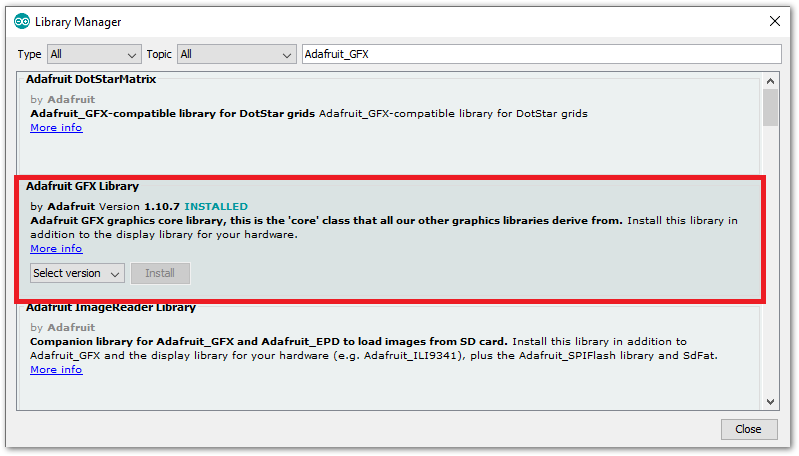 Library Manager
Type All Topic All Adafruit_GFX
Adafruit DotStarMatrix
by Adafruit
Adafruit_GFX-compatible library for DotStar grids Adafruit_GFX-compatible library for DotStar grids
More info
Adafruit GFX Library
by Adafruit Version 1.10.7 INSTALLED
Adafruit GFX graphics core library, this is the 'core' class that all our other graphics libraries derive from. Install this library in
addition to the display library for your hardware.
More info
Select version Install
Adafruit ImageReader Library
by Adafruit
Companion library for Adafruit_GFX and Adafruit_EPD to load images from SD card. Install this library in addition to
Adafruit_GFX and the display library for your hardware (e.g. Adafruit_ILI9341), plus the Adafruit_SPIFlash library and SdFat.
More info
Close